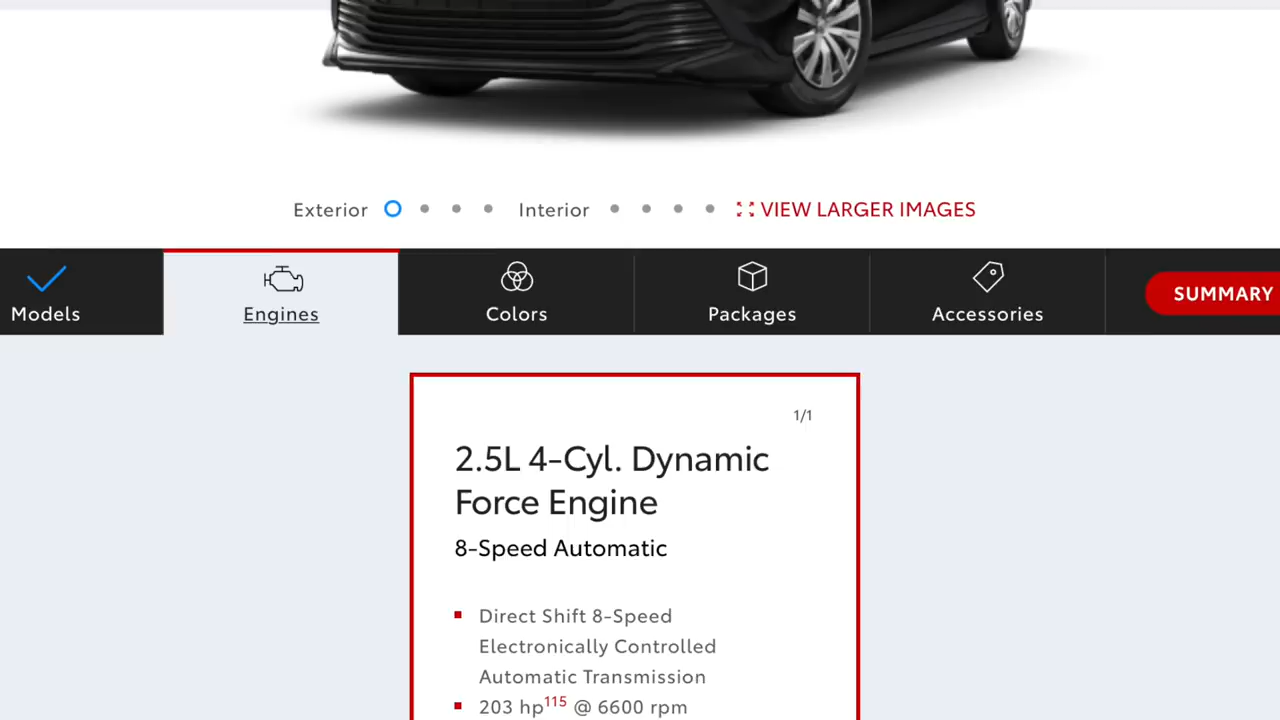 Exterior Interior VIEW LARGER IMAGES
Models Engines Colors Packages Accessories SUMMARY
1/1
2.5L 4-Cyl. Dynamic
Force Engine
8-Speed Automatic
Direct Shift 8-Speed
Electronically Controlled
Automatic Transmission
203 hp115 @ 6600 rpm